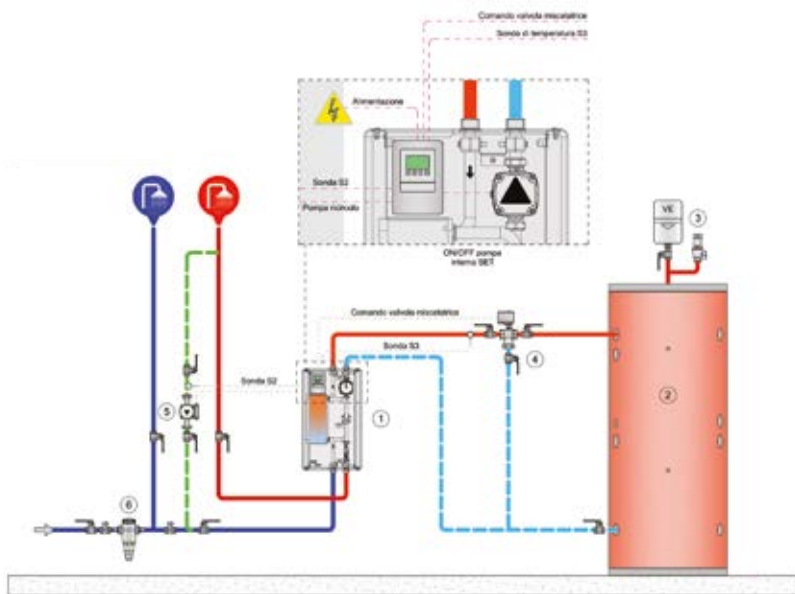 Comando valvola miscelatrice
Sonda di temperatura S3
Alimentazione
Sonda S2
Pompa ricircolo
ON/OFF pompa
interna SET
VE
3
Comando valvola miscelatrice
Sonda S3
4
Sonda S2
5
1
2
6